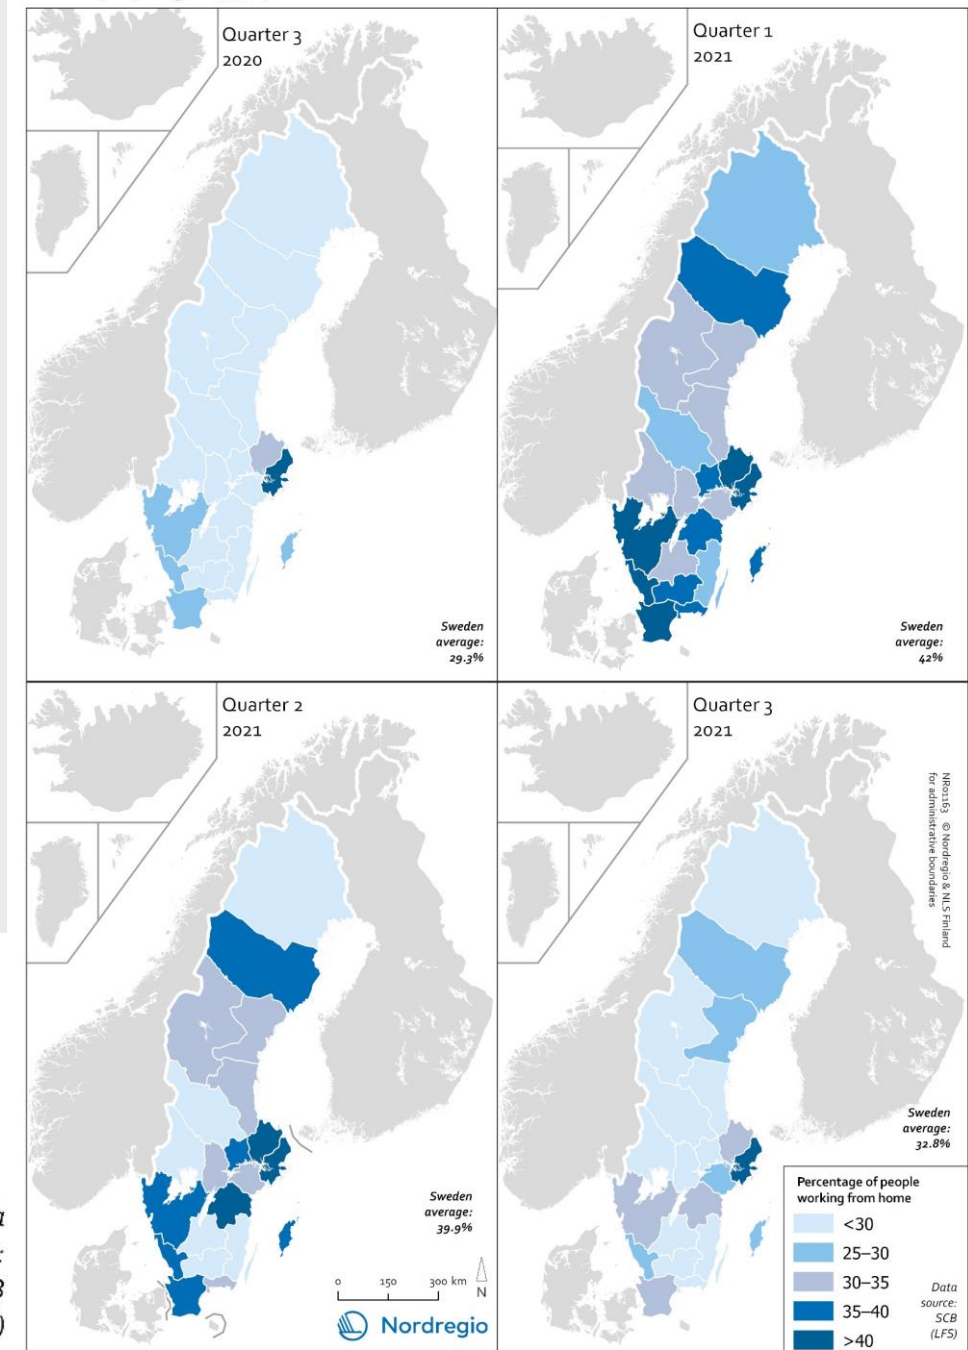 Quarter 3
2020
Sweden
average:
29.3%
Quarter 1
2021
Sweden
average:
42%
Quarter 2
2021
Sweden
average:
39.9%
0 150 300 km
N
Nordregio
Quarter 3
2021
NR01163 © Nordregio & NLS Finland
for administrative boundaries
Sweden
average:
32.8%
Percentage of people
working from home
<30
25–30
30–35
35–40
>40
Data
source:
SCB
(LFS)